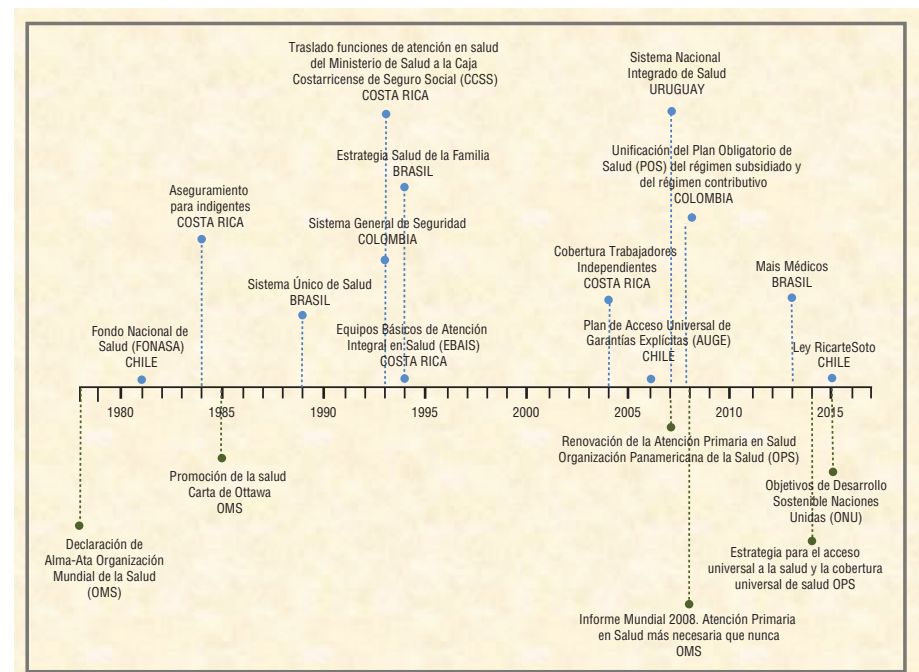 Traslado funciones de atención en salud
del Ministerio de Salud a la Caja
Costarricense de Seguro Social (CCSS)
COSTA RICA
Sistema Nacional
Integrado de Salud
URUGUAY
Estrategia Salud de la Familia
BRASIL
Unificación del Plan Obligatorio de
Salud (POS) del régimen subsidiado y
del régimen contributivo
COLOMBIA
Aseguramiento
para indigentes
COSTA RICA
Sistema General de Seguridad
COLOMBIA
Cobertura Trabajadores
Independientes
COSTA RICA
Mais Médicos
BRASIL
Sistema Único de Salud
BRASIL
Fondo Nacional de
Salud (FONASA)
CHILE
Equipos Básicos de Atención
Integral en Salud (EBAIS)
COSTA RICA
Plan de Acceso Universal de
Garantías Explícitas (AUGE)
CHILE
Ley RicarteSoto
CHILE
1980 1985 1990 1995 2000 2005 2010 2015
Renovación de la Atención Primaria en Salud
Organización Panamericana de la Salud (OPS)
Promoción de la salud
Carta de Ottawa
OMS
Objetivos de Desarrollo
Sostenible Naciones
Unidas (ONU)
Declaración de
Alma-Ata Organización
Mundial de la Salud
(OMS)
Estrategia para el acceso
universal a la salud y la cobertura
universal de salud OPS
Informe Mundial 2008. Atención Primaria
en Salud más necesaria que nunca
OMS